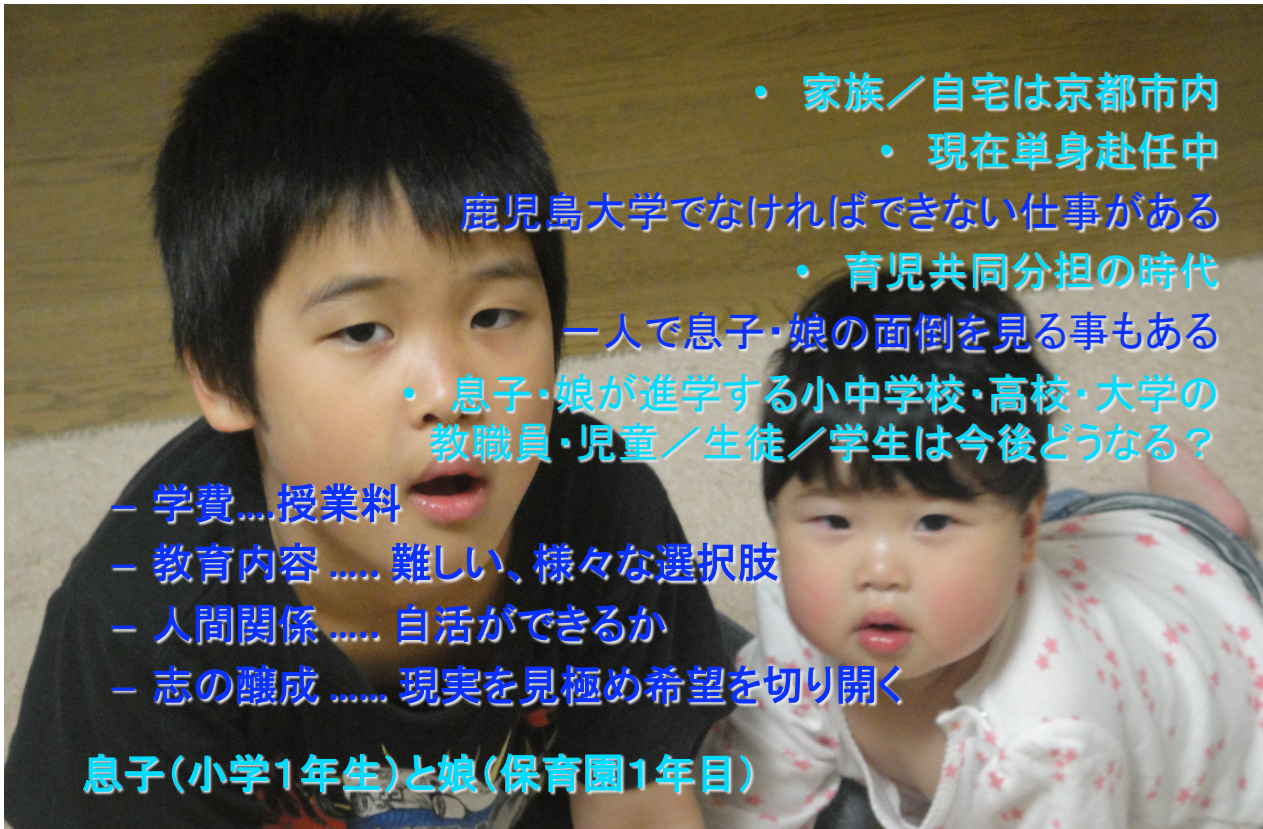 • 家族／自宅は京都市内
• 現在単身赴任中
鹿児島大学でなければできない仕事がある
• 育児共同分担の時代
一人で息子・娘の面倒を見る事もある
• 息子・娘が進学する小中学校・高校・大学の
教職員・児童／生徒／学生は今後どうなる？
– 学費....授業料
– 教育内容 ..... 難しい、様々な選択肢
– 人間関係 ..... 自活ができるか
– 志の醸成 ...... 現実を見極め希望を切り開く
息子（小学１年生）と娘（保育園１年目）